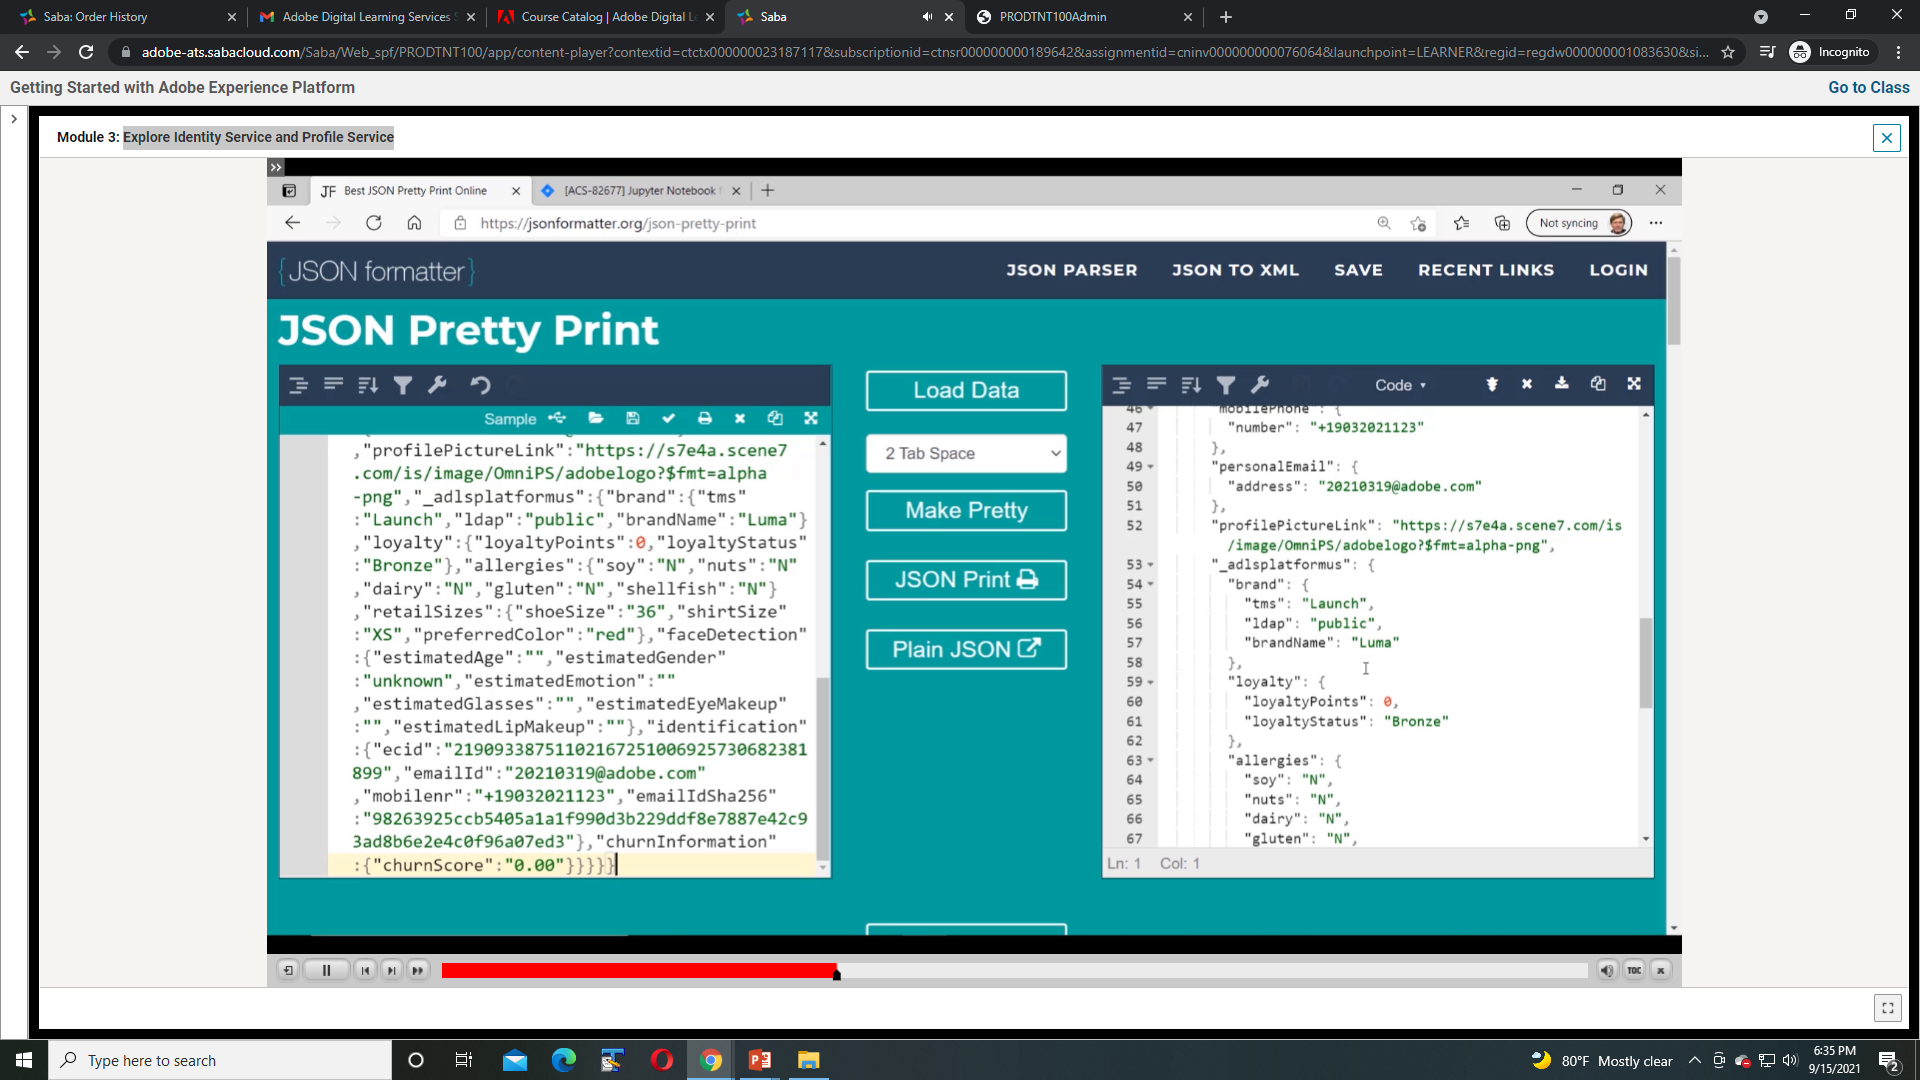 Saba: Order History
Adobe Digital Learning Services S
Course Catalog | Adobe Digital L
Saba
PRODTNT100Admin
adobe-ats.sabacloud.com/Saba/Web_spf/PRODTNT100/app/content-player?contextid=ctctx000000023187117&subscriptionid=ctnsr000000000189642&assignmentid=cninv000000000076064&launchpoint=LEARNER&regid=regdw000000001083630&si...
Incognito
Getting Started with Adobe Experience Platform
Go to Class
Module 3: Explore Identity Service and Profile Service
JF Best JSON Pretty Print Online
[ACS-82677] Jupyter Notebook f
https://jsonformatter.org/json-pretty-print
Not syncing
{JSON formatter}
JSON PARSER
JSON TO XML
SAVE
RECENT LINKS
LOGIN
JSON Pretty Print
Sample
,"profilePictureLink":"https://s7e4a.scene7
.com/is/image/OmniPS/adobelogo?$fmt=alpha
-png","_adlsplatformus":{"brand":{"tms"
:"Launch","ldap":"public","brandName":"Luma"}
,"loyalty":{"loyaltyPoints":0,"loyaltyStatus"
:"Bronze"},"allergies":{"soy":"N","nuts":"N"
,"dairy":"N","gluten":"N","shellfish":"N"}
,"retailSizes":{"shoeSize":"36","shirtSize"
:"XS","preferredColor":"red"},"faceDetection"
:{"estimatedAge":"","estimatedGender"
:"unknown","estimatedEmotion":""
,"estimatedGlasses":"","estimatedEyeMakeup"
:"","estimatedLipMakeup":""},"identification"
:{"ecid":"21909338751102167251006925730682381
899","emailId":"20210319@adobe.com"
,"mobilenr":"+19032021123","emailIdSha256"
:"98263925ccb5405a1a1f990d3b229ddf8e7887e42c9
3ad8b6e2e4c0f96a07ed3"},"churnInformation"
:{"churnScore":"0.00"}}}}}
Load Data
2 Tab Space
Make Pretty
JSON Print
Plain JSON
Code
46 "mobilePhone": {
47 "number": "+19032021123"
48 },
49 "personalEmail": {
50 "address": "20210319@adobe.com"
51 },
52 "profilePictureLink": "https://s7e4a.scene7.com/is
/image/OmniPS/adobelogo?$fmt=alpha-png",
53 "_adlsplatformus": {
54 "brand": {
55 "tms": "Launch",
56 "ldap": "public",
57 "brandName": "Luma"
58 },
59 "loyalty": {
60 "loyaltyPoints": 0,
61 "loyaltyStatus": "Bronze"
62 },
63 "allergies": {
64 "soy": "N",
65 "nuts": "N",
66 "dairy": "N",
67 "gluten": "N",
Ln: 1 Col: 1
TOC
Type here to search
80°F Mostly clear
6:35 PM
9/15/2021
2